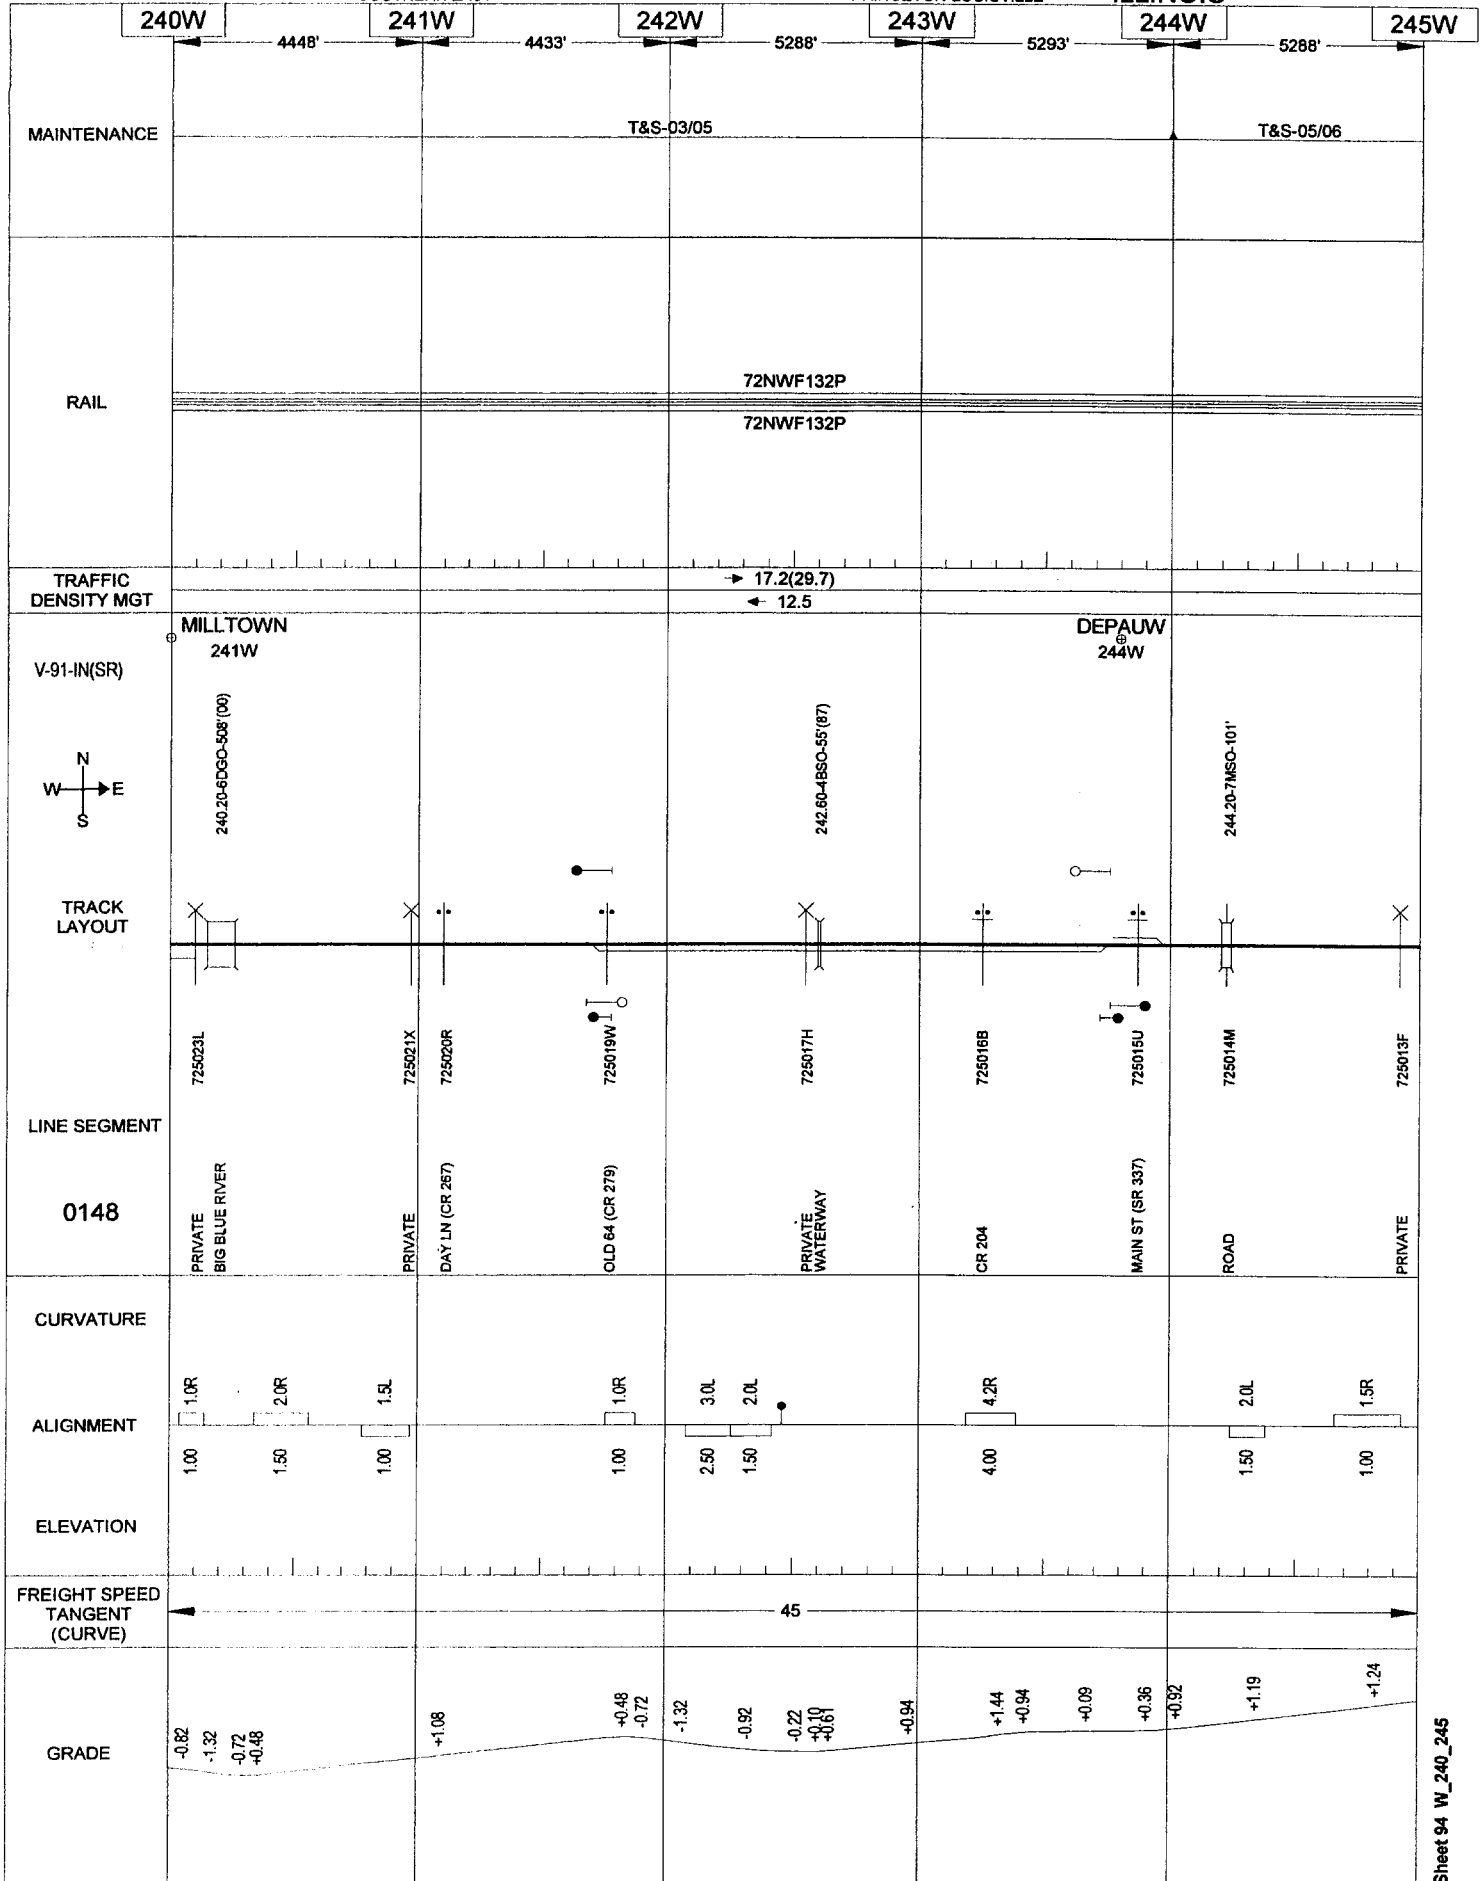 240W 241W 242W 243W 244W 245W
4448' 4433' 5288' 5293' 5288'
MAINTENANCE
T&S-03/05
T&S-05/06
RAIL
72NWF132P
72NWF132P
TRAFFIC
DENSITY MGT
17.2(29.7)
12.5
MILLTOWN
241W
DEPAUW
244W
V-91-IN(SR)
N
W E
S
240.20-6DGO-508'(00)
242.60-4BSO-55'(87)
244.20-7MSO-101'
TRACK
LAYOUT
725023L
725021X
725020R
725019W
725017H
725016B
725015U
725014M
725013F
LINE SEGMENT
0148
PRIVATE
BIG BLUE RIVER
PRIVATE
DAY LN (CR 267)
OLD 64 (CR 279)
PRIVATE
WATERWAY
CR 204
MAIN ST (SR 337)
ROAD
PRIVATE
CURVATURE
1.0R 2.0R 1.5L 1.0R 3.0L 2.0L 4.2R 2.0L 1.5R
ALIGNMENT
1.00 1.50 1.00 1.00 2.50 1.50 4.00 1.50 1.00
ELEVATION
FREIGHT SPEED
TANGENT
(CURVE)
45
GRADE
-0.82
-1.32
-0.72
+0.48
+1.08
+0.48
-0.72
-1.32
-0.92
-0.22
+0.10
+0.61
+0.94
+1.44
+0.94
+0.09
+0.36
+0.92
+1.19
+1.24
Sheet 94 W_240_245